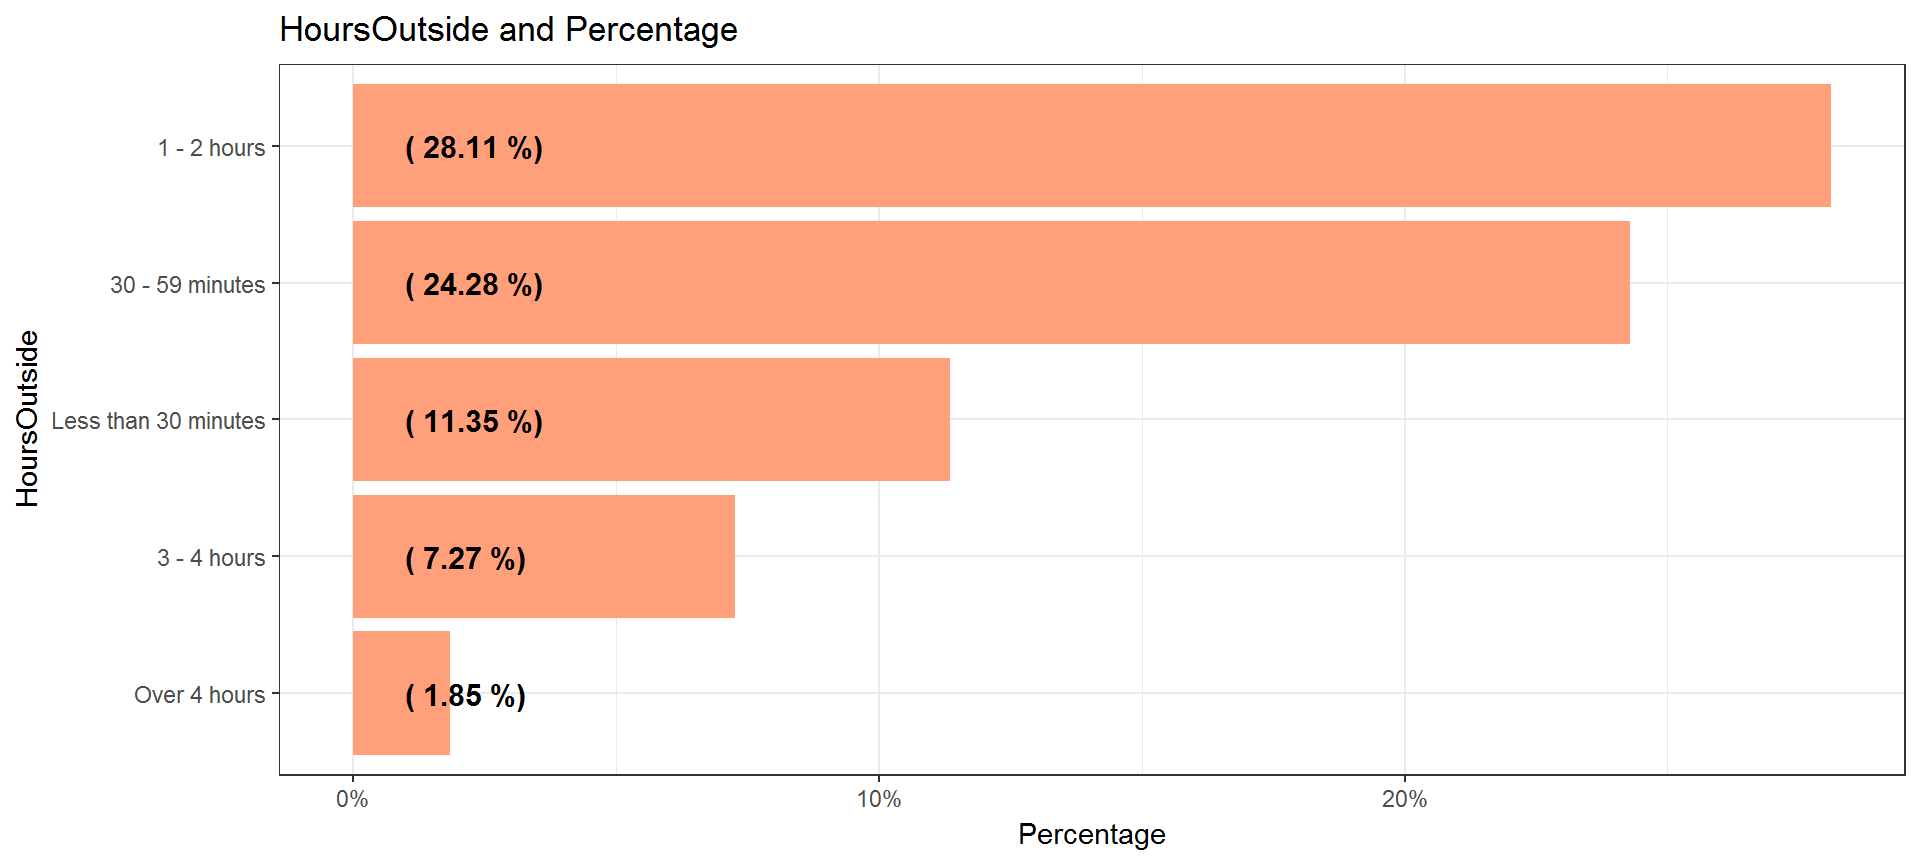 HoursOutside and Percentage
1 - 2 hours
( 28.11 %)
30 - 59 minutes
( 24.28 %)
Less than 30 minutes
( 11.35 %)
3 - 4 hours
( 7.27 %)
Over 4 hours
( 1.85 %)
HoursOutside
0% 10% 20%
Percentage